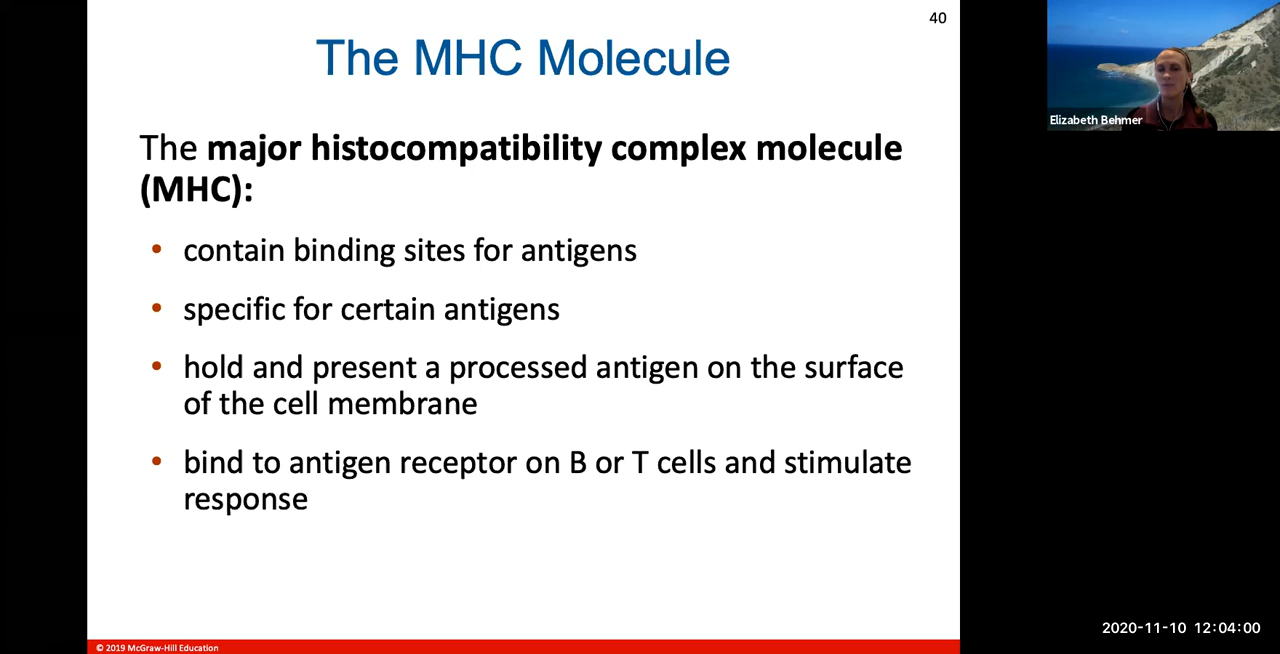 40
The MHC Molecule
The major histocompatibility complex molecule
(MHC):
• contain binding sites for antigens
• specific for certain antigens
• hold and present a processed antigen on the surface
of the cell membrane
• bind to antigen receptor on B or T cells and stimulate
response
© 2019 McGraw-Hill Education
Elizabeth Behmer
2020-11-10 12:04:00